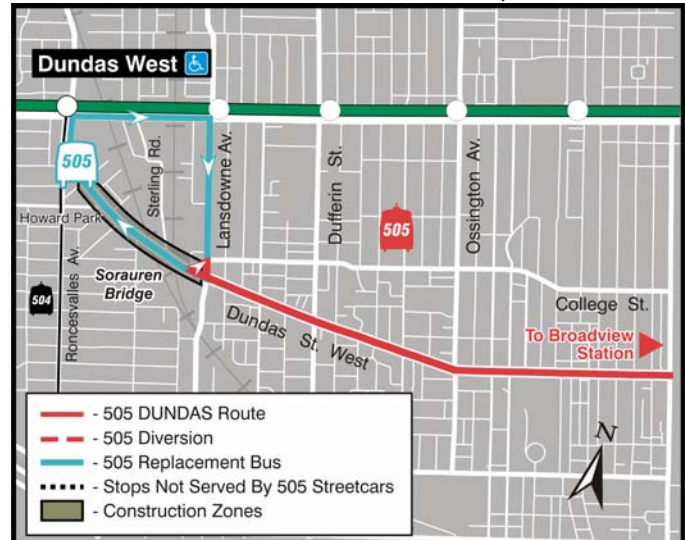 Dundas West
505
Sterling Rd.
Lansdowne Av.
Dufferin St.
Ossington Av.
505
Howard Park
Sorauren
Bridge
504
Roncesvalles Av.
College St.
Dundas St. West
To Broadview
Station
N
- 505 DUNDAS Route
- 505 Diversion
- 505 Replacement Bus
- Stops Not Served By 505 Streetcars
- Construction Zones